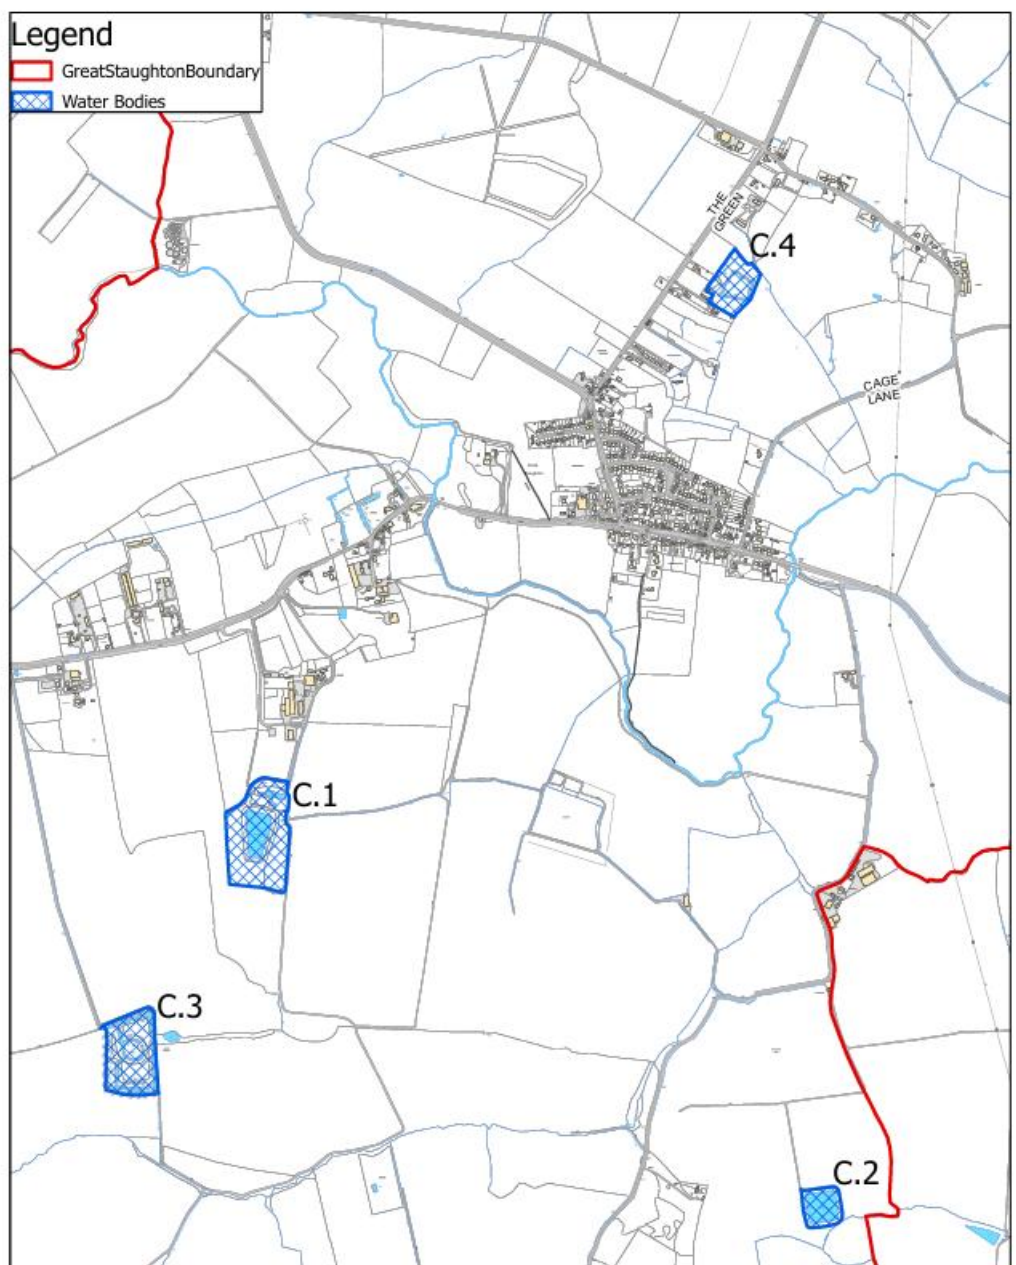 Legend
GreatStaughtonBoundary
Water Bodies
THE
GREEN
C.4
CAGE
LANE
C.1
C.3
C.2